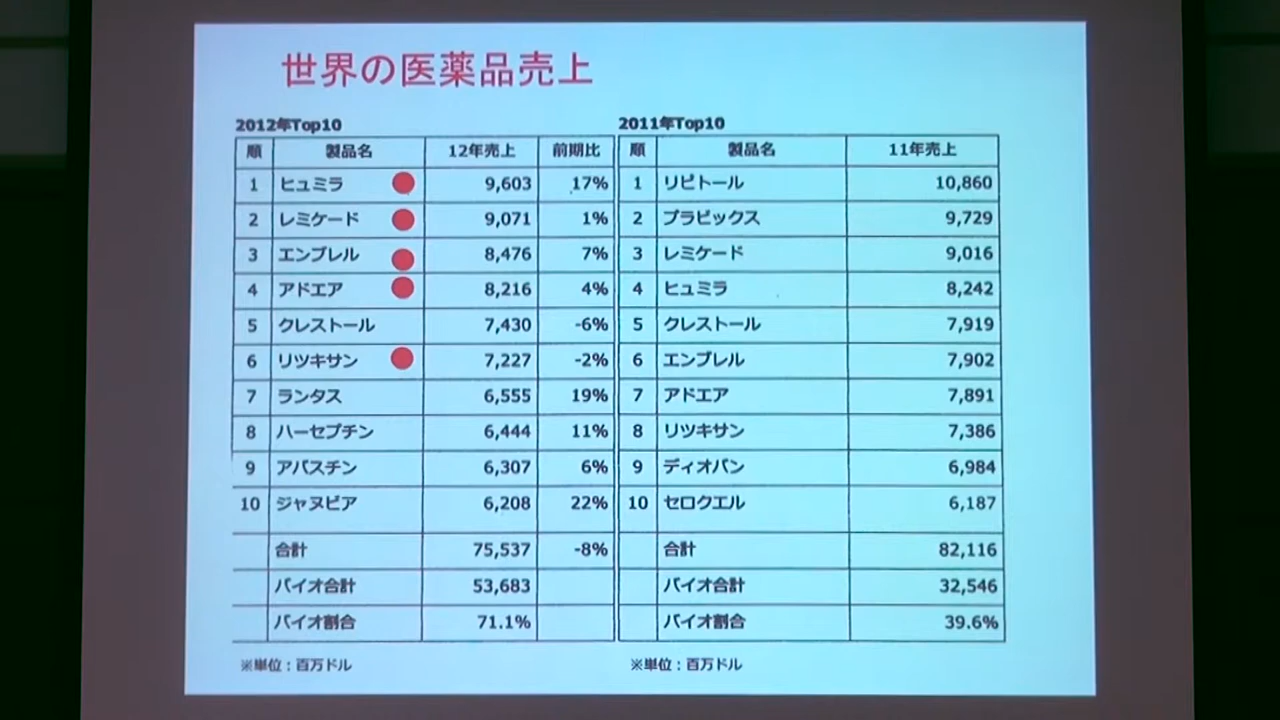 世界の医薬品売上
2012年Top10
順 製品名 12年売上 前期比
1 ヒュミラ 9,603 17%
2 レミケード 9,071 1%
3 エンブレル 8,476 7%
4 アドエア 8,216 4%
5 クレストール 7,430 -6%
6 リツキサン 7,227 -2%
7 ランタス 6,555 19%
8 ハーセプチン 6,444 11%
9 アバスチン 6,307 6%
10 ジャヌビア 6,208 22%
合計 75,537 -8%
バイオ合計 53,683
バイオ割合 71.1%
※単位：百万ドル
2011年Top10
順 製品名 11年売上
1 リピトール 10,860
2 プラビックス 9,729
3 レミケード 9,016
4 ヒュミラ 8,242
5 クレストール 7,919
6 エンブレル 7,902
7 アドエア 7,891
8 リツキサン 7,386
9 ディオバン 6,984
10 セロクエル 6,187
合計 82,116
バイオ合計 32,546
バイオ割合 39.6%
※単位：百万ドル